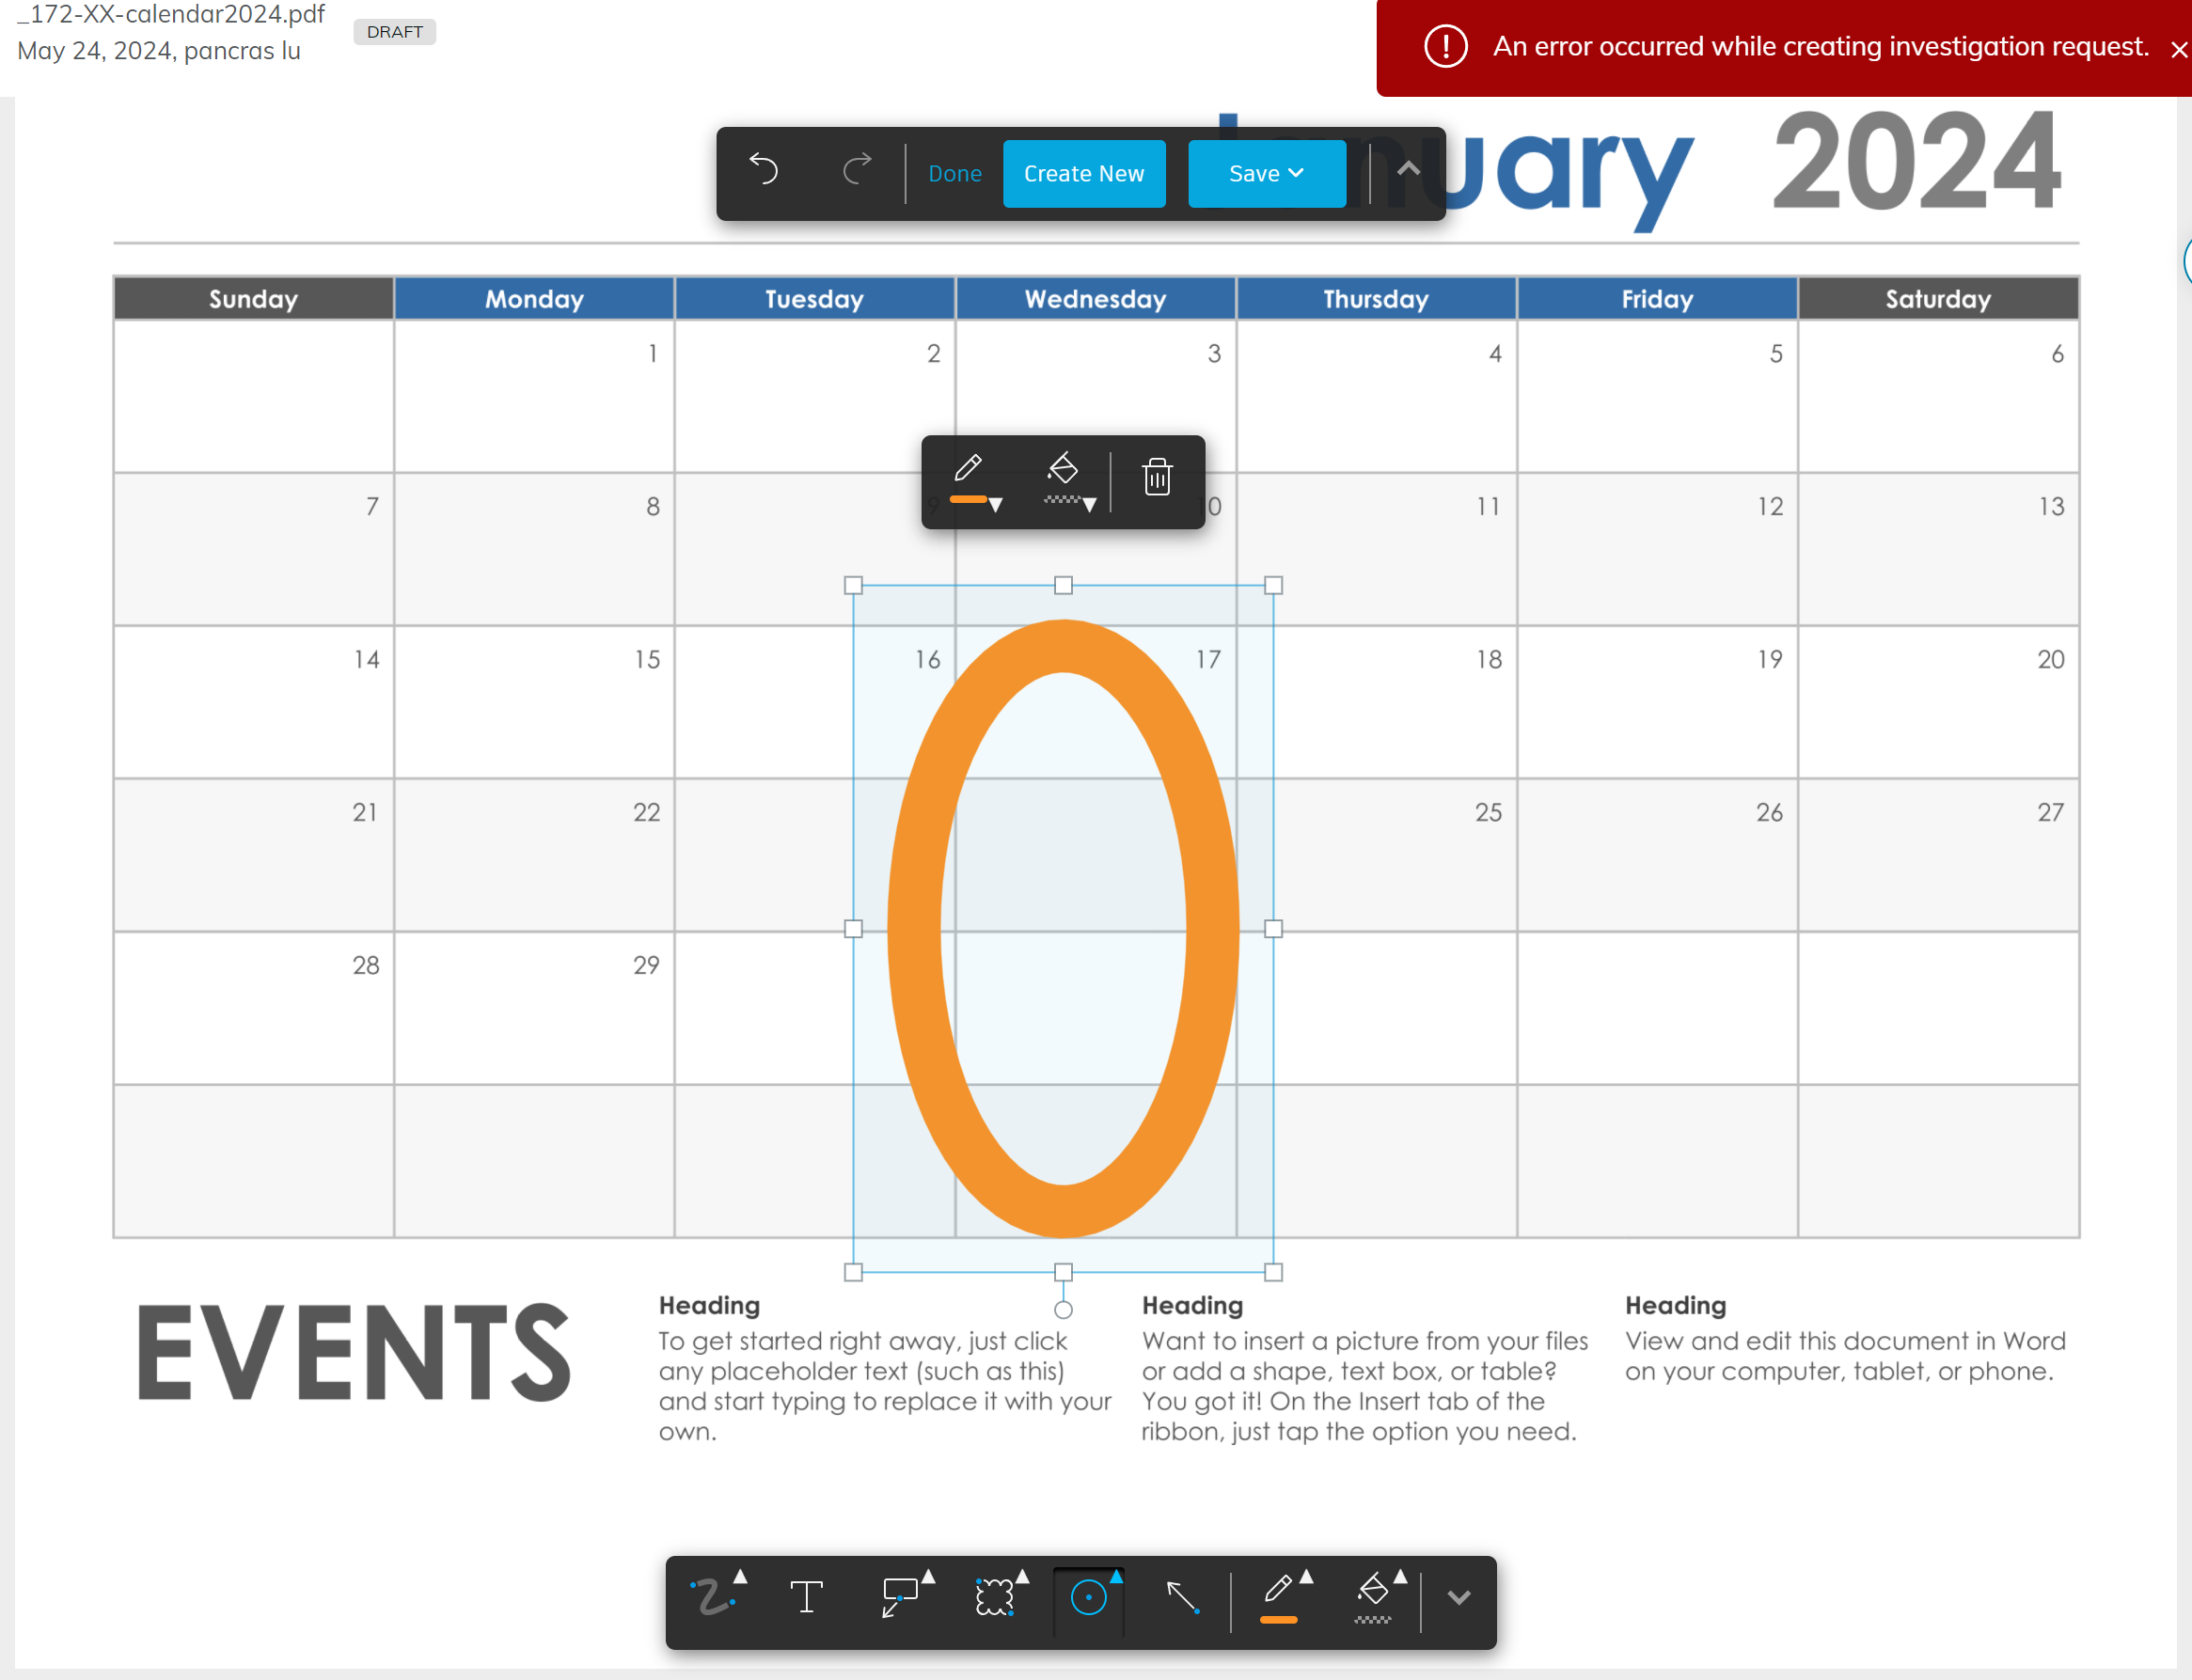 _172-XX-calendar2024.pdf
DRAFT
May 24, 2024, pancras lu
An error occurred while creating investigation request.
Done
Create New
Save
2024
Sunday Monday Tuesday Wednesday Thursday Friday Saturday
1 2 3 4 5 6
7 8 9 11 12 13
14 15 16 17 18 19 20
21 22 25 26 27
28 29
EVENTS
Heading
To get started right away, just click
any placeholder text (such as this)
and start typing to replace it with your
own.
Heading
Want to insert a picture from your files
or add a shape, text box, or table?
You got it! On the Insert tab of the
ribbon, just tap the option you need.
Heading
View and edit this document in Word
on your computer, tablet, or phone.